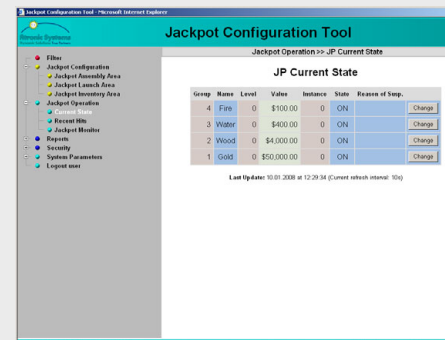 Jackpot Configuration Tool - Microsoft Internet Explorer
Jackpot Configuration Tool
Jackpot Operation >> JP Current State
Filter
Jackpot Configuration
Jackpot Assembly Area
Jackpot Launch Area
Jackpot Inventory Area
Jackpot Operation
Current State
Recent Hits
Jackpot Monitor
Reports
Security
System Parameters
Logout user
JP Current State
Group Name Level Value Instance State Reason of Susp.
4 Fire 0 $100.00 0 ON Change
3 Water 0 $400.00 0 ON Change
2 Wood 0 $4,000.00 0 ON Change
1 Gold 0 $50,000.00 0 ON Change
Last Update: 10.01.2008 at 12:29:34 (Current refresh interval: 10s)